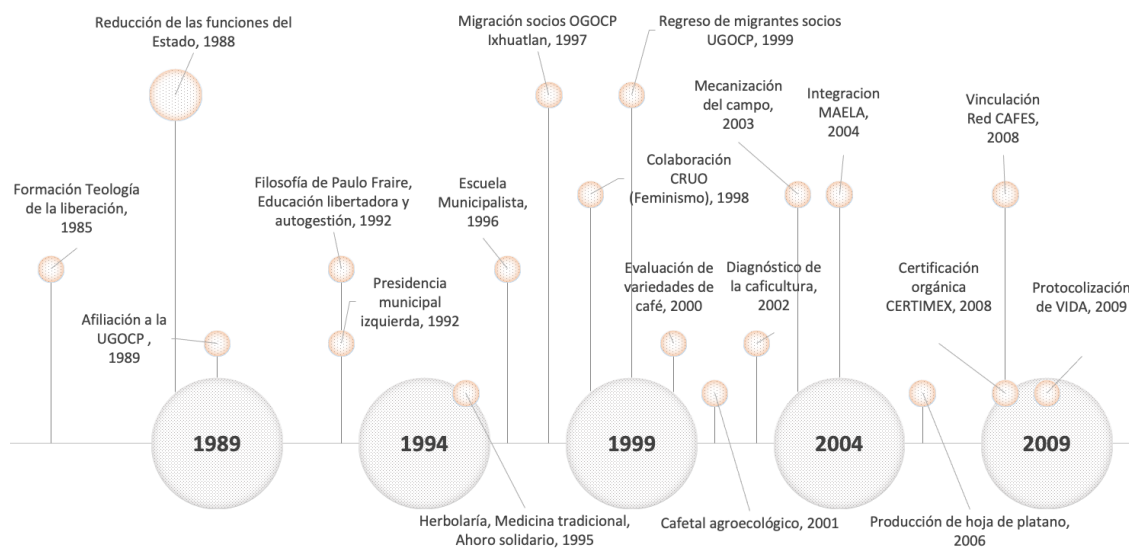 Reducción de las funciones del
Estado, 1988
Migración socios OGOCP
Ixhuatlan, 1997
Regreso de migrantes socios
UGOCP, 1999
Mecanización
del campo,
2003
Integracion
MAELA,
2004
Vinculación
Red CAFES,
2008
Formación Teología
de la liberación,
1985
Filosofía de Paulo Fraire,
Educación libertadora y
autogestión, 1992
Escuela
Municipalista,
1996
Colaboración
CRUO
(Feminismo), 1998
Afiliación a la
UGOCP ,
1989
Presidencia
municipal
izquierda, 1992
Evaluación de
variedades de
café, 2000
Diagnóstico de
la caficultura,
2002
Certificación
orgánica
CERTIMEX, 2008
Protocolización
de VIDA, 2009
1989
1994
1999
2004
2009
Herbolaría, Medicina tradicional,
Ahoro solidario, 1995
Cafetal agroecológico, 2001
Producción de hoja de platano,
2006